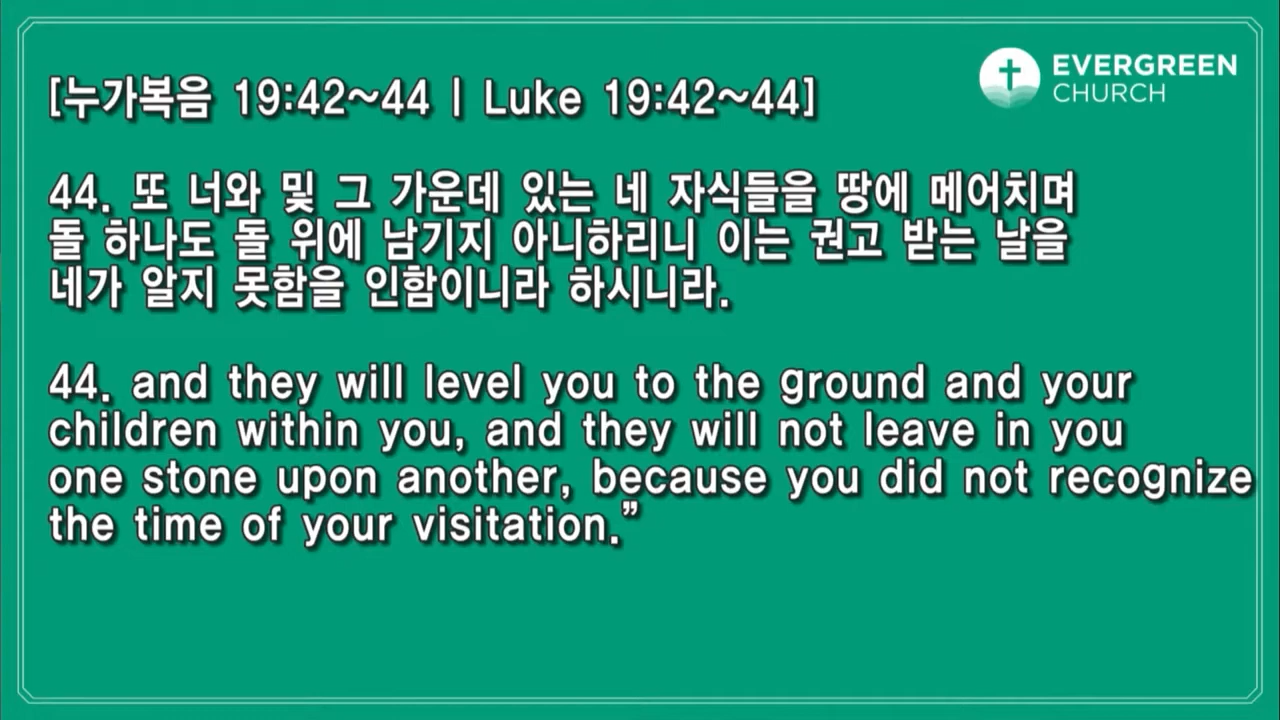 EVERGREEN
CHURCH
[누가복음 19:42~44 | Luke 19:42~44]
44. 또 너와 및 그 가운데 있는 네 자식들을 땅에 메어치며
돌 하나도 돌 위에 남기지 아니하리니 이는 권고 받는 날을
네가 알지 못함을 인함이니라 하시니라.
44. and they will level you to the ground and your
children within you, and they will not leave in you
one stone upon another, because you did not recognize
the time of your visitation.”